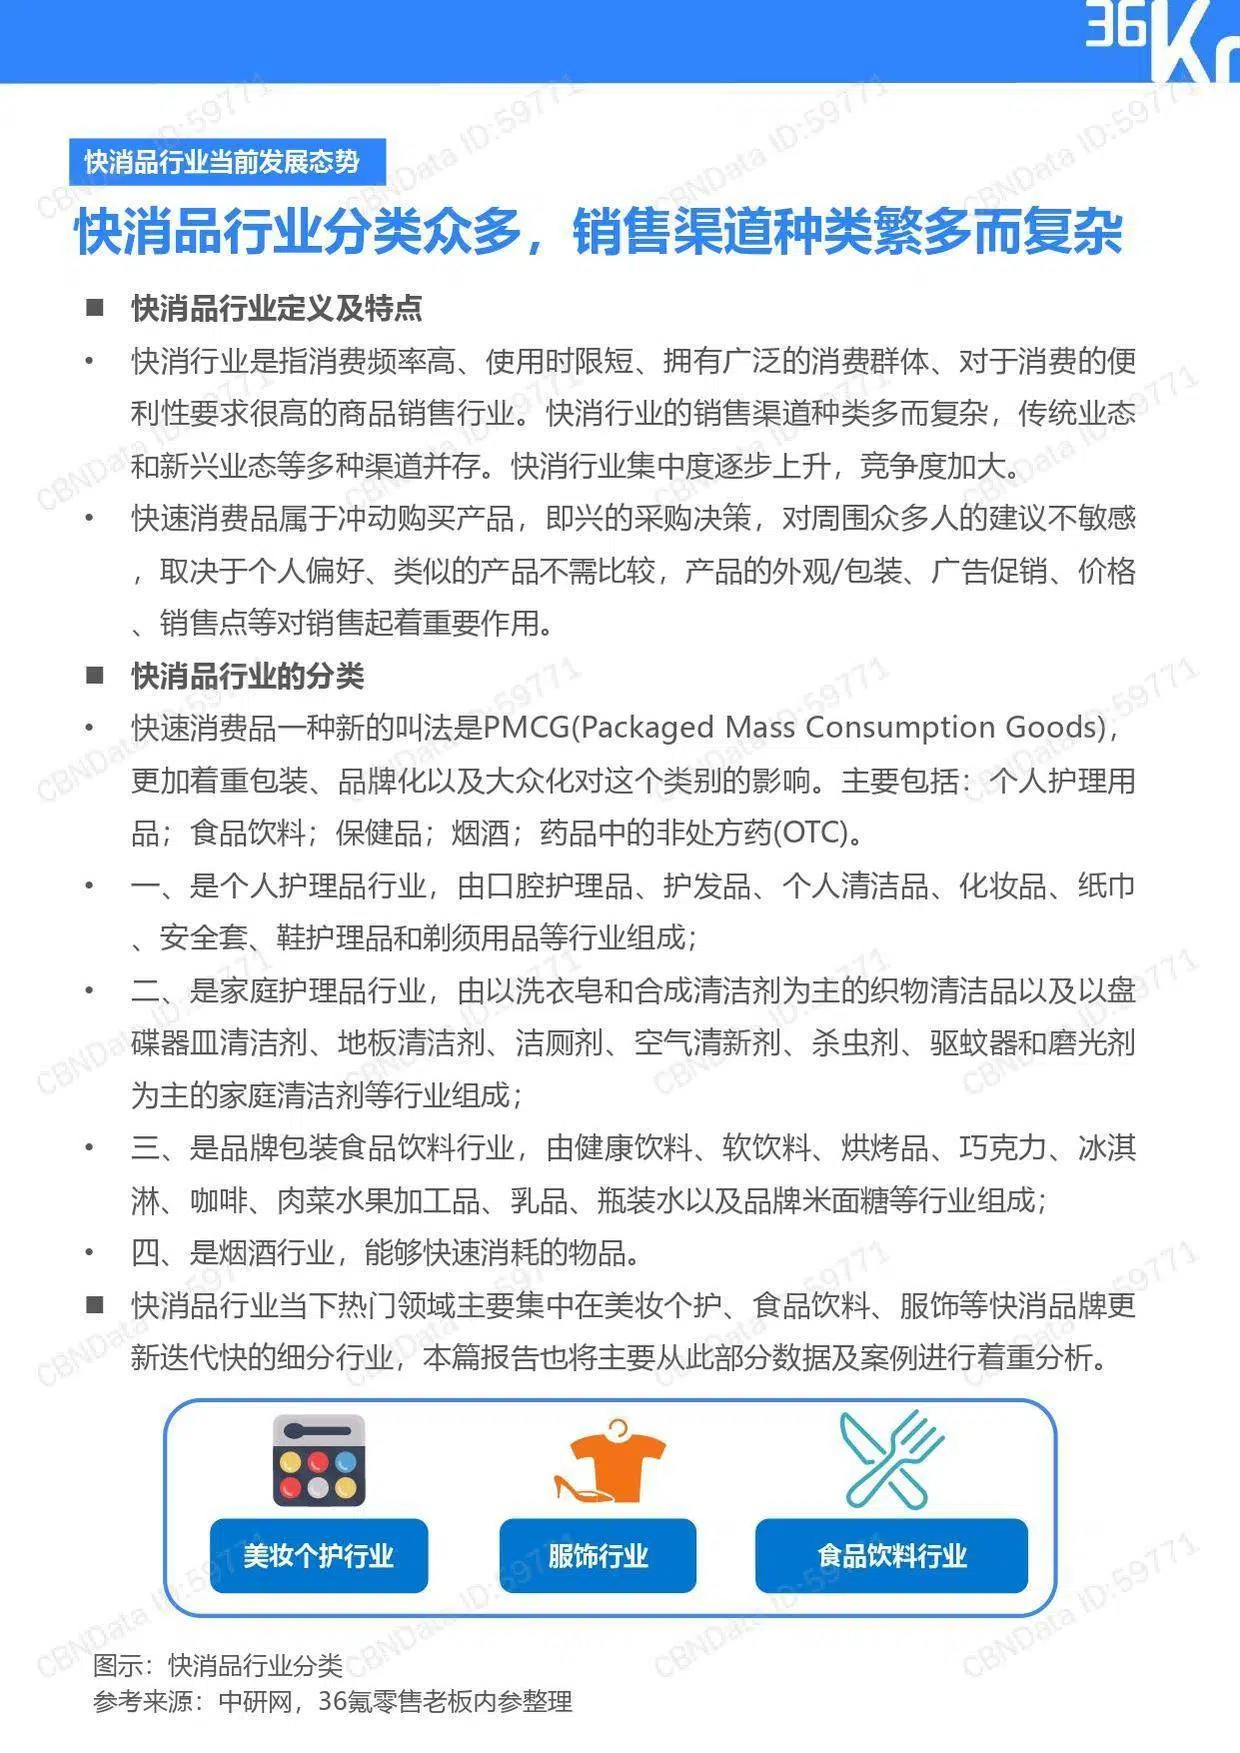 36Kr
快消品行业当前发展态势
快消品行业分类众多，销售渠道种类繁多而复杂
■ 快消品行业定义及特点
• 快消行业是指消费频率高、使用时限短、拥有广泛的消费群体、对于消费的便
利性要求很高的商品销售行业。快消行业的销售渠道种类多而复杂，传统业态
和新兴业态等多种渠道并存。快消行业集中度逐步上升，竞争度加大。
• 快速消费品属于冲动购买产品，即兴的采购决策，对周围众多人的建议不敏感
，取决于个人偏好、类似的产品不需比较，产品的外观/包装、广告促销、价格
、销售点等对销售起着重要作用。
■ 快消品行业的分类
• 快速消费品一种新的叫法是PMCG(Packaged Mass Consumption Goods)，
更加着重包装、品牌化以及大众化对这个类别的影响。主要包括：个人护理用
品；食品饮料；保健品；烟酒；药品中的非处方药(OTC)。
• 一、是个人护理品行业，由口腔护理品、护发品、个人清洁品、化妆品、纸巾
、安全套、鞋护理品和剃须用品等行业组成；
• 二、是家庭护理品行业，由以洗衣皂和合成清洁剂为主的织物清洁品以及以盘
碟器皿清洁剂、地板清洁剂、洁厕剂、空气清新剂、杀虫剂、驱蚊器和磨光剂
为主的家庭清洁剂等行业组成；
• 三、是品牌包装食品饮料行业，由健康饮料、软饮料、烘烤品、巧克力、冰淇
淋、咖啡、肉菜水果加工品、乳品、瓶装水以及品牌米面糖等行业组成；
• 四、是烟酒行业，能够快速消耗的物品。
■ 快消品行业当下热门领域主要集中在美妆个护、食品饮料、服饰等快消品牌更
新迭代快的细分行业，本篇报告也将主要从此部分数据及案例进行着重分析。
美妆个护行业
服饰行业
食品饮料行业
图示：快消品行业分类
参考来源：中研网，36氪零售老板内参整理
CBNData ID:59771